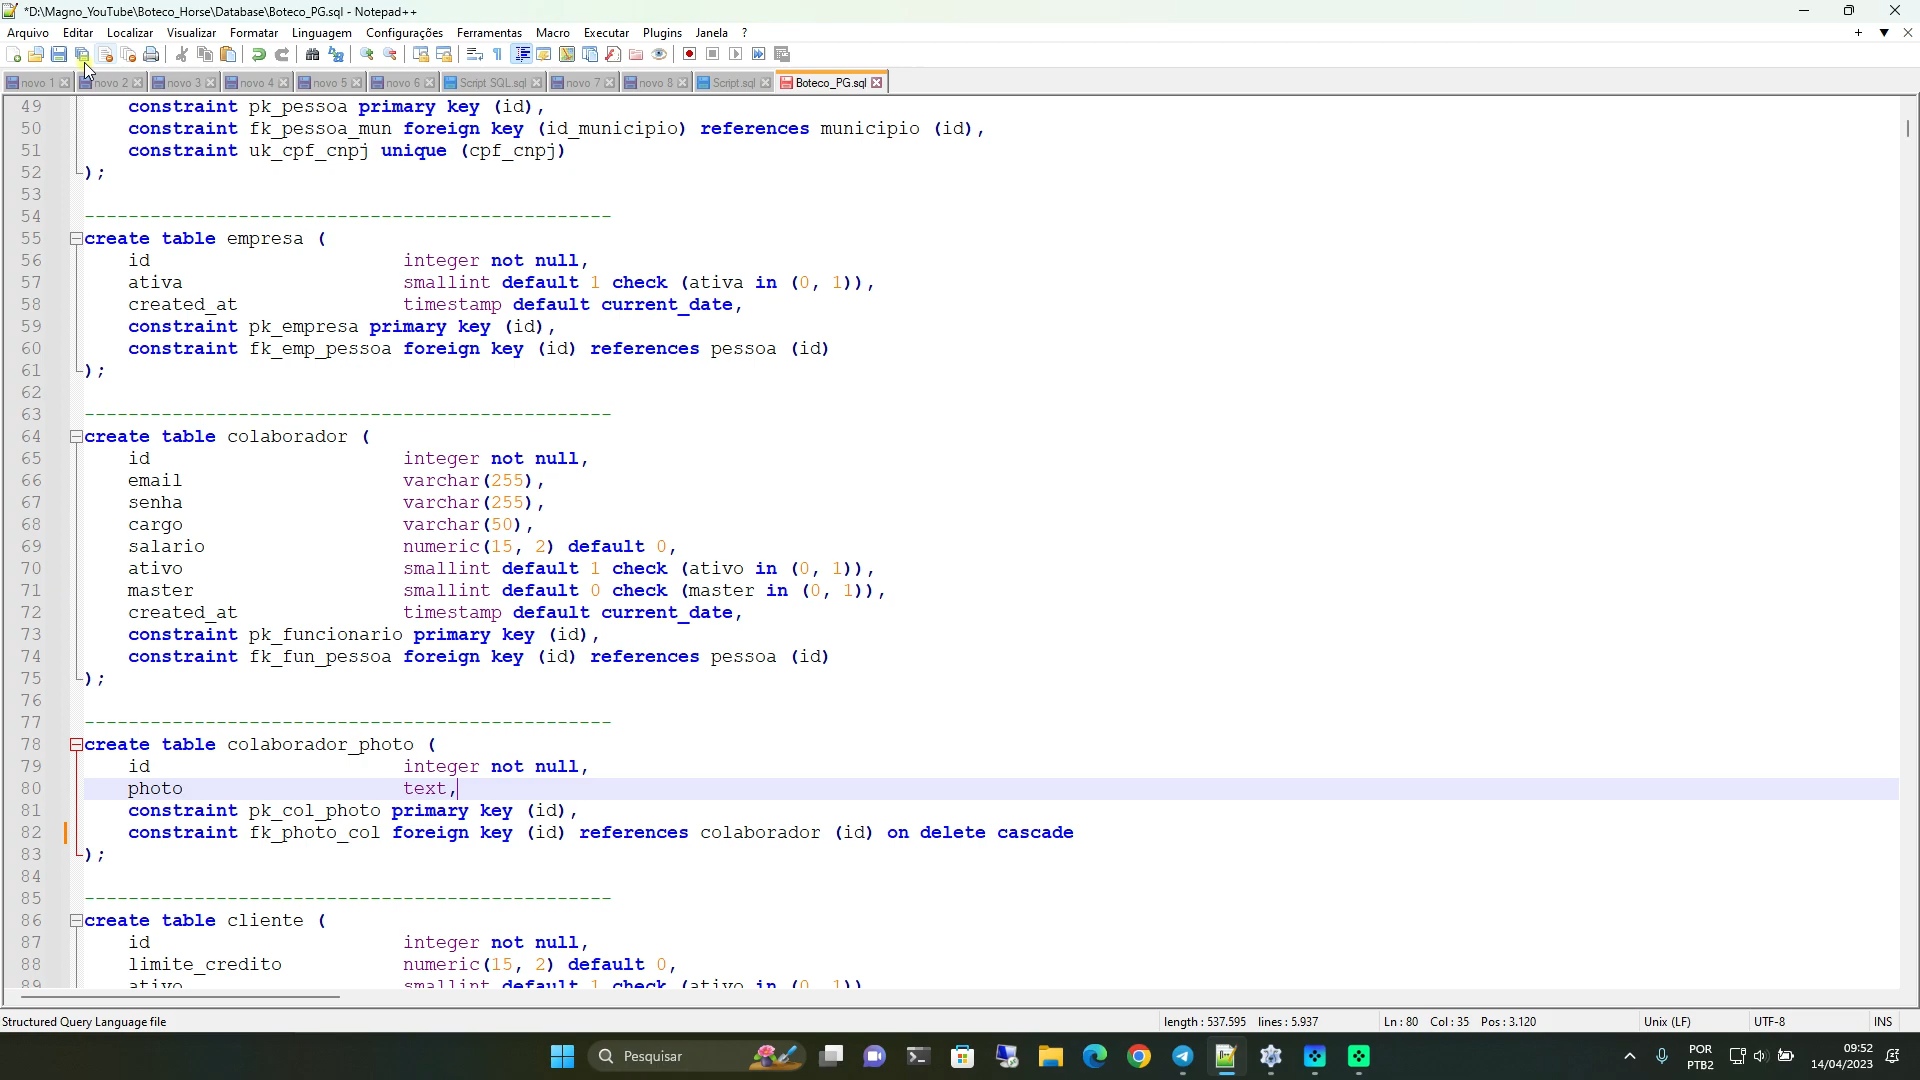 *D:\Magno_YouTube\Boteco_Horse\Database\Boteco_PG.sql - Notepad++
Arquivo Editar Localizar Visualizar Formatar Linguagem Configurações Ferramentas Macro Executar Plugins Janela ?
novo 1 novo 2 novo 3 novo 4 novo 5 novo 6 Script SQL.sql novo 7 novo 8 Script.sql Boteco_PG.sql
49 constraint pk_pessoa primary key (id),
50 constraint fk_pessoa_mun foreign key (id_municipio) references municipio (id),
51 constraint uk_cpf_cnpj unique (cpf_cnpj)
52 );
53
54 ------------------------------------------------
55 create table empresa (
56 id integer not null,
57 ativa smallint default 1 check (ativa in (0, 1)),
58 created_at timestamp default current_date,
59 constraint pk_empresa primary key (id),
60 constraint fk_emp_pessoa foreign key (id) references pessoa (id)
61 );
62
63 ------------------------------------------------
64 create table colaborador (
65 id integer not null,
66 email varchar(255),
67 senha varchar(255),
68 cargo varchar(50),
69 salario numeric(15, 2) default 0,
70 ativo smallint default 1 check (ativo in (0, 1)),
71 master smallint default 0 check (master in (0, 1)),
72 created_at timestamp default current_date,
73 constraint pk_funcionario primary key (id),
74 constraint fk_fun_pessoa foreign key (id) references pessoa (id)
75 );
76
77 ------------------------------------------------
78 create table colaborador_photo (
79 id integer not null,
80 photo text,
81 constraint pk_col_photo primary key (id),
82 constraint fk_photo_col foreign key (id) references colaborador (id) on delete cascade
83 );
84
85 ------------------------------------------------
86 create table cliente (
87 id integer not null,
88 limite_credito numeric(15, 2) default 0,
89 ativo smallint default 1 check (ativo in (0, 1))
Structured Query Language file length : 537.595 lines : 5.937 Ln : 80 Col : 35 Pos : 3.120 Unix (LF) UTF-8 INS
Pesquisar POR 09:52
PTB2 14/04/2023